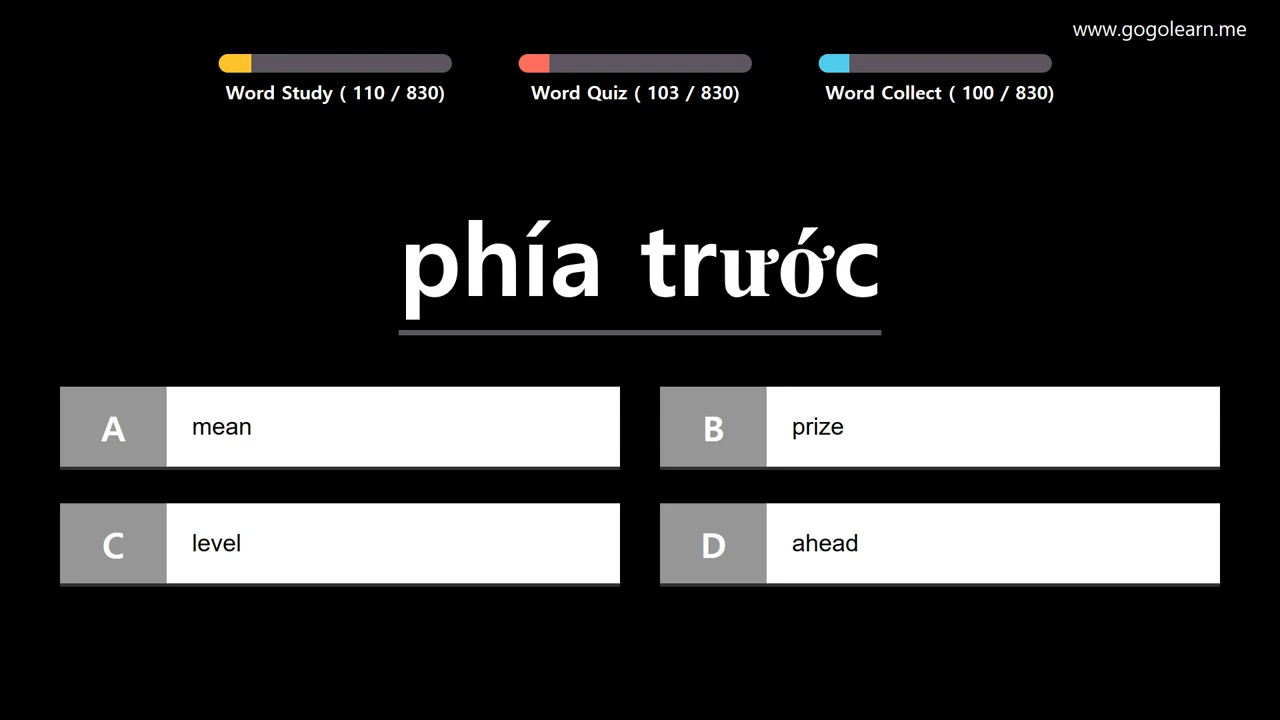 www.gogolearn.me
Word Study ( 110 / 830)
Word Quiz ( 103 / 830)
Word Collect ( 100 / 830)
phía trước
A mean
B prize
C level
D ahead